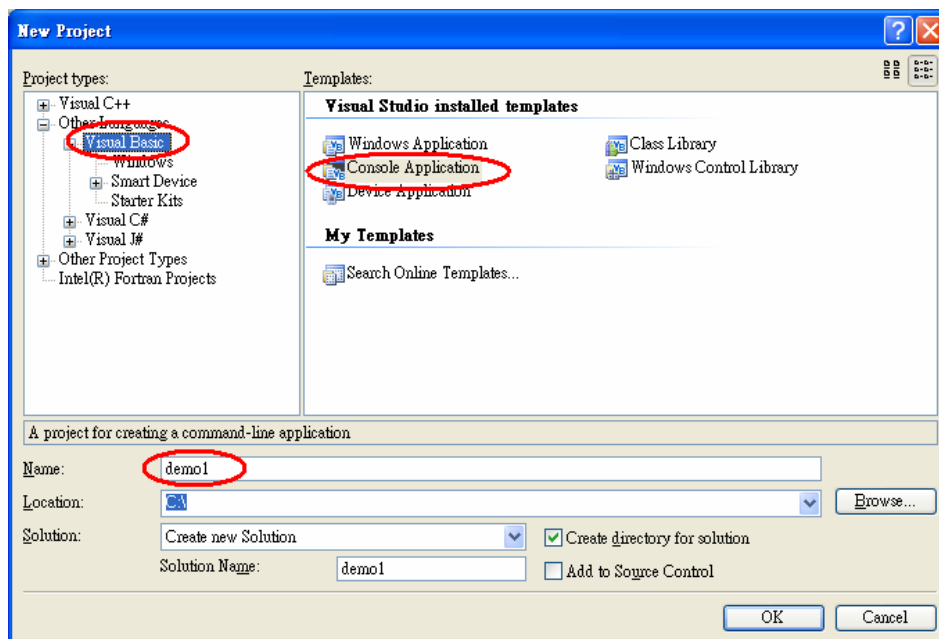 New Project
Project types:
Templates:
Visual C++
Other Languages
Visual Basic
Windows
Smart Device
Starter Kits
Visual C#
Visual J#
Other Project Types
Intel(R) Fortran Projects
Visual Studio installed templates
Windows Application
Class Library
Console Application
Windows Control Library
Device Application
My Templates
Search Online Templates...
A project for creating a command-line application
Name: demo1
Location: C:\
Browse...
Solution: Create new Solution
Create directory for solution
Solution Name: demo1
Add to Source Control
OK
Cancel